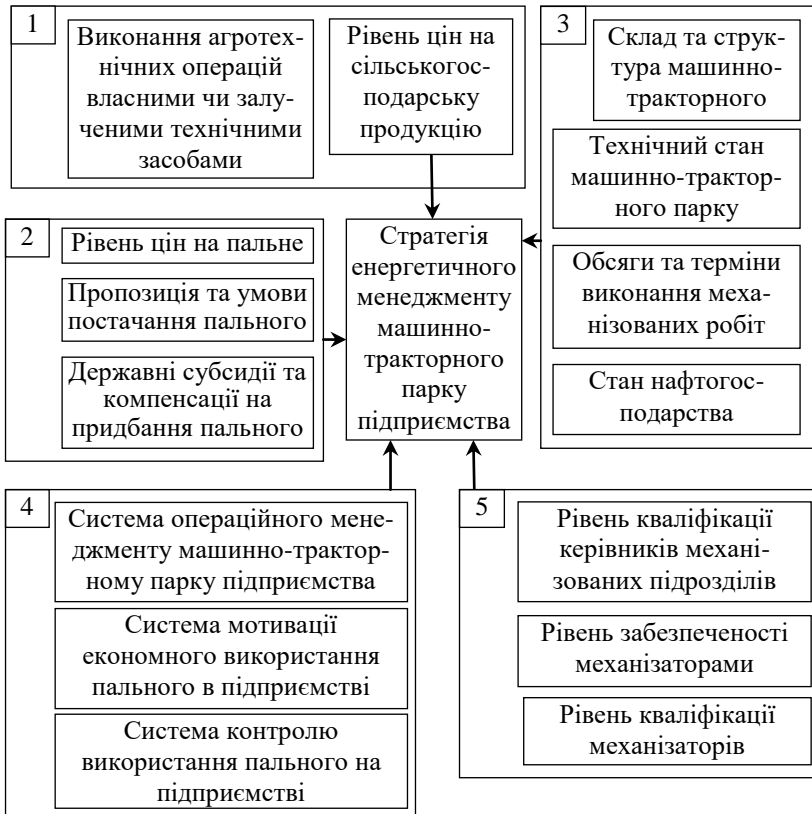 1
Виконання агротех-
нічних операцій
власними чи залу-
ченими технічними
засобами
Рівень цін на
сільськогос-
подарську
продукцію
3
Склад та струк-
тура машинно-
тракторного
Технічний стан
машинно-трактор-
ного парку
Обсяги та терміни
виконання меха-
нізованих робіт
Стан нафтогос-
подарства
2
Рівень цін на пальне
Пропозиція та умови
постачання пального
Державні субсидії та
компенсації на
придбання пального
Стратегія
енергетичного
менеджменту
машинно-
тракторного
парку
підприємства
4
Система операційного мене-
джменту машинно-трактор-
ному парку підприємства
Система мотивації
економного використання
пального в підприємстві
Система контролю
використання пального на
підприємстві
5
Рівень кваліфікації
керівників механі-
зованих підрозділів
Рівень забезпеченості
механізаторами
Рівень кваліфікації
механізаторів